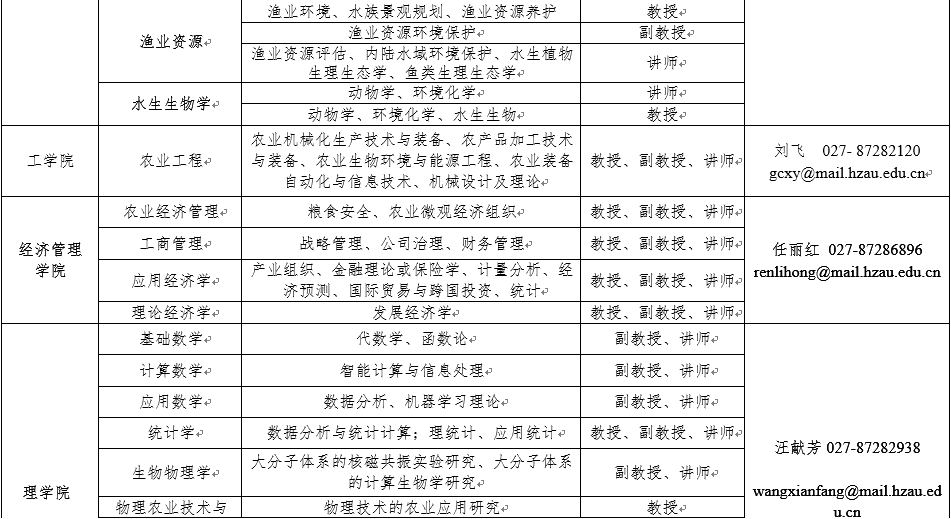 渔业环境、水族景观规划、渔业资源养护
教授
渔业资源
渔业资源环境保护
副教授
渔业资源评估、内陆水域环境保护、水生植物
生理生态学、鱼类生理生态学
讲师
水生生物学
动物学、环境化学
讲师
动物学、环境化学、水生生物
教授
工学院
农业工程
农业机械化生产技术与装备、农产品加工技术
与装备、农业生物环境与能源工程、农业装备
自动化与信息技术、机械设计及理论
教授、副教授、讲师
刘飞 027- 87282120
gcxy@mail.hzau.edu.cn
经济管理
学院
农业经济管理
粮食安全、农业微观经济组织
教授、副教授、讲师
工商管理
战略管理、公司治理、财务管理
教授、副教授、讲师
应用经济学
产业组织、金融理论或保险学、计量分析、经
济预测、国际贸易与跨国投资、统计
教授、副教授、讲师
理论经济学
发展经济学
教授、副教授、讲师
任丽红 027-87286896
renlihong@mail.hzau.edu.cn
理学院
基础数学
代数学、函数论
副教授、讲师
计算数学
智能计算与信息处理
副教授、讲师
应用数学
数据分析、机器学习理论
副教授、讲师
统计学
数据分析与统计计算；理统计、应用统计
教授、副教授、讲师
生物物理学
大分子体系的核磁共振实验研究、大分子体系
的计算生物学研究
副教授、讲师
物理农业技术与
物理技术的农业应用研究
教授
汪献芳 027-87282938
wangxianfang@mail.hzau.ed
u.cn